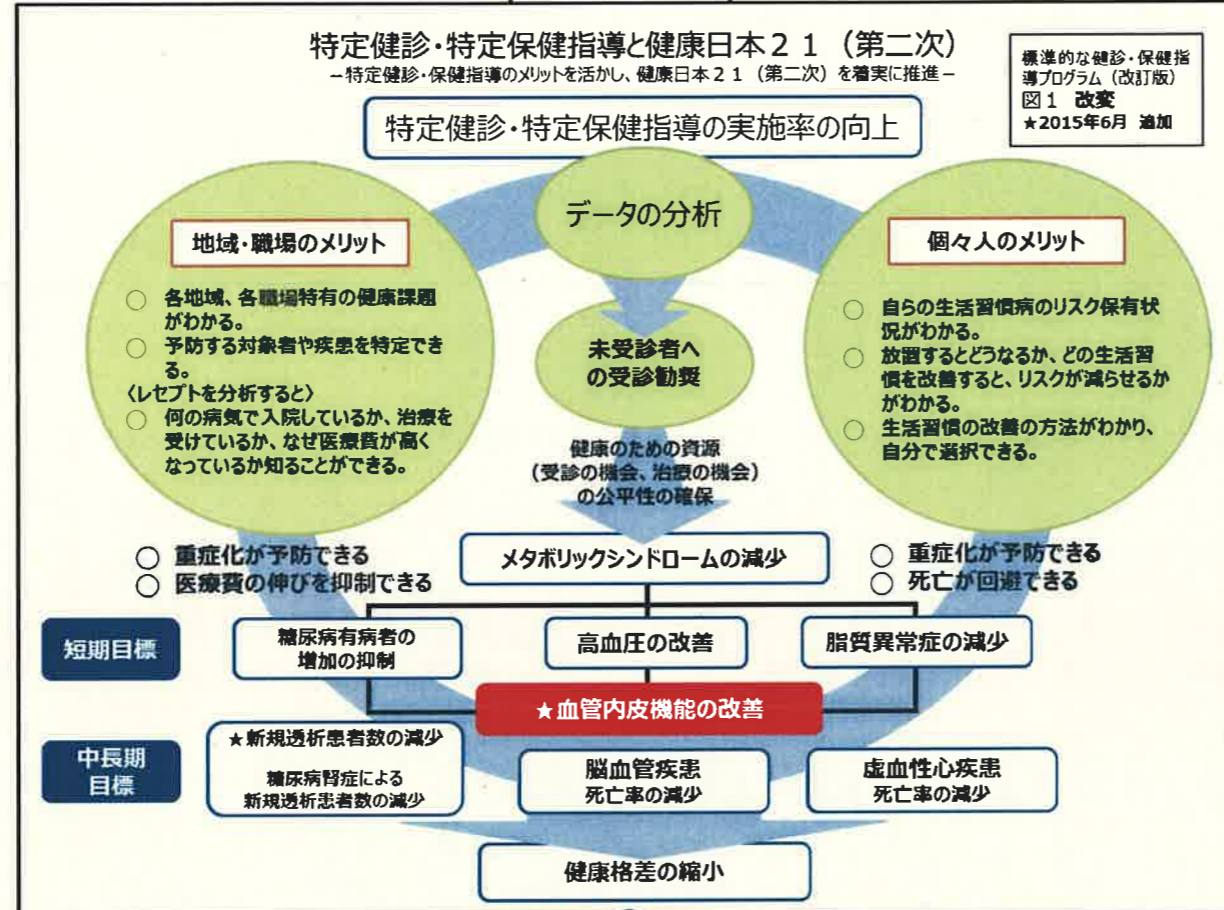 特定健診・特定保健指導と健康日本21（第二次）
－特定健診・保健指導のメリットを活かし、健康日本21（第二次）を着実に推進－
標準的な健診・保健指
導プログラム（改訂版）
図1 改変
★2015年6月 追加
特定健診・特定保健指導の実施率の向上
データの分析
地域・職場のメリット
○ 各地域、各職場特有の健康課題
がわかる。
○ 予防する対象者や疾患を特定でき
る。
〈レセプトを分析すると〉
○ 何の病気で入院しているか、治療を
受けているか、なぜ医療費が高く
なっているか知ることができる。
個々人のメリット
○ 自らの生活習慣病のリスク保有状
況がわかる。
○ 放置するとどうなるか、どの生活習
慣を改善すると、リスクが減らせるか
がわかる。
○ 生活習慣の改善の方法がわかり、
自分で選択できる。
未受診者へ
の受診勧奨
健康のための資源
（受診の機会、治療の機会）
の公平性の確保
○ 重症化が予防できる
○ 医療費の伸びを抑制できる
メタボリックシンドロームの減少
○ 重症化が予防できる
○ 死亡が回避できる
短期目標
糖尿病有病者の
増加の抑制
高血圧の改善
脂質異常症の減少
★血管内皮機能の改善
中長期
目標
★新規透析患者数の減少
糖尿病腎症による
新規透析患者数の減少
脳血管疾患
死亡率の減少
虚血性心疾患
死亡率の減少
健康格差の縮小